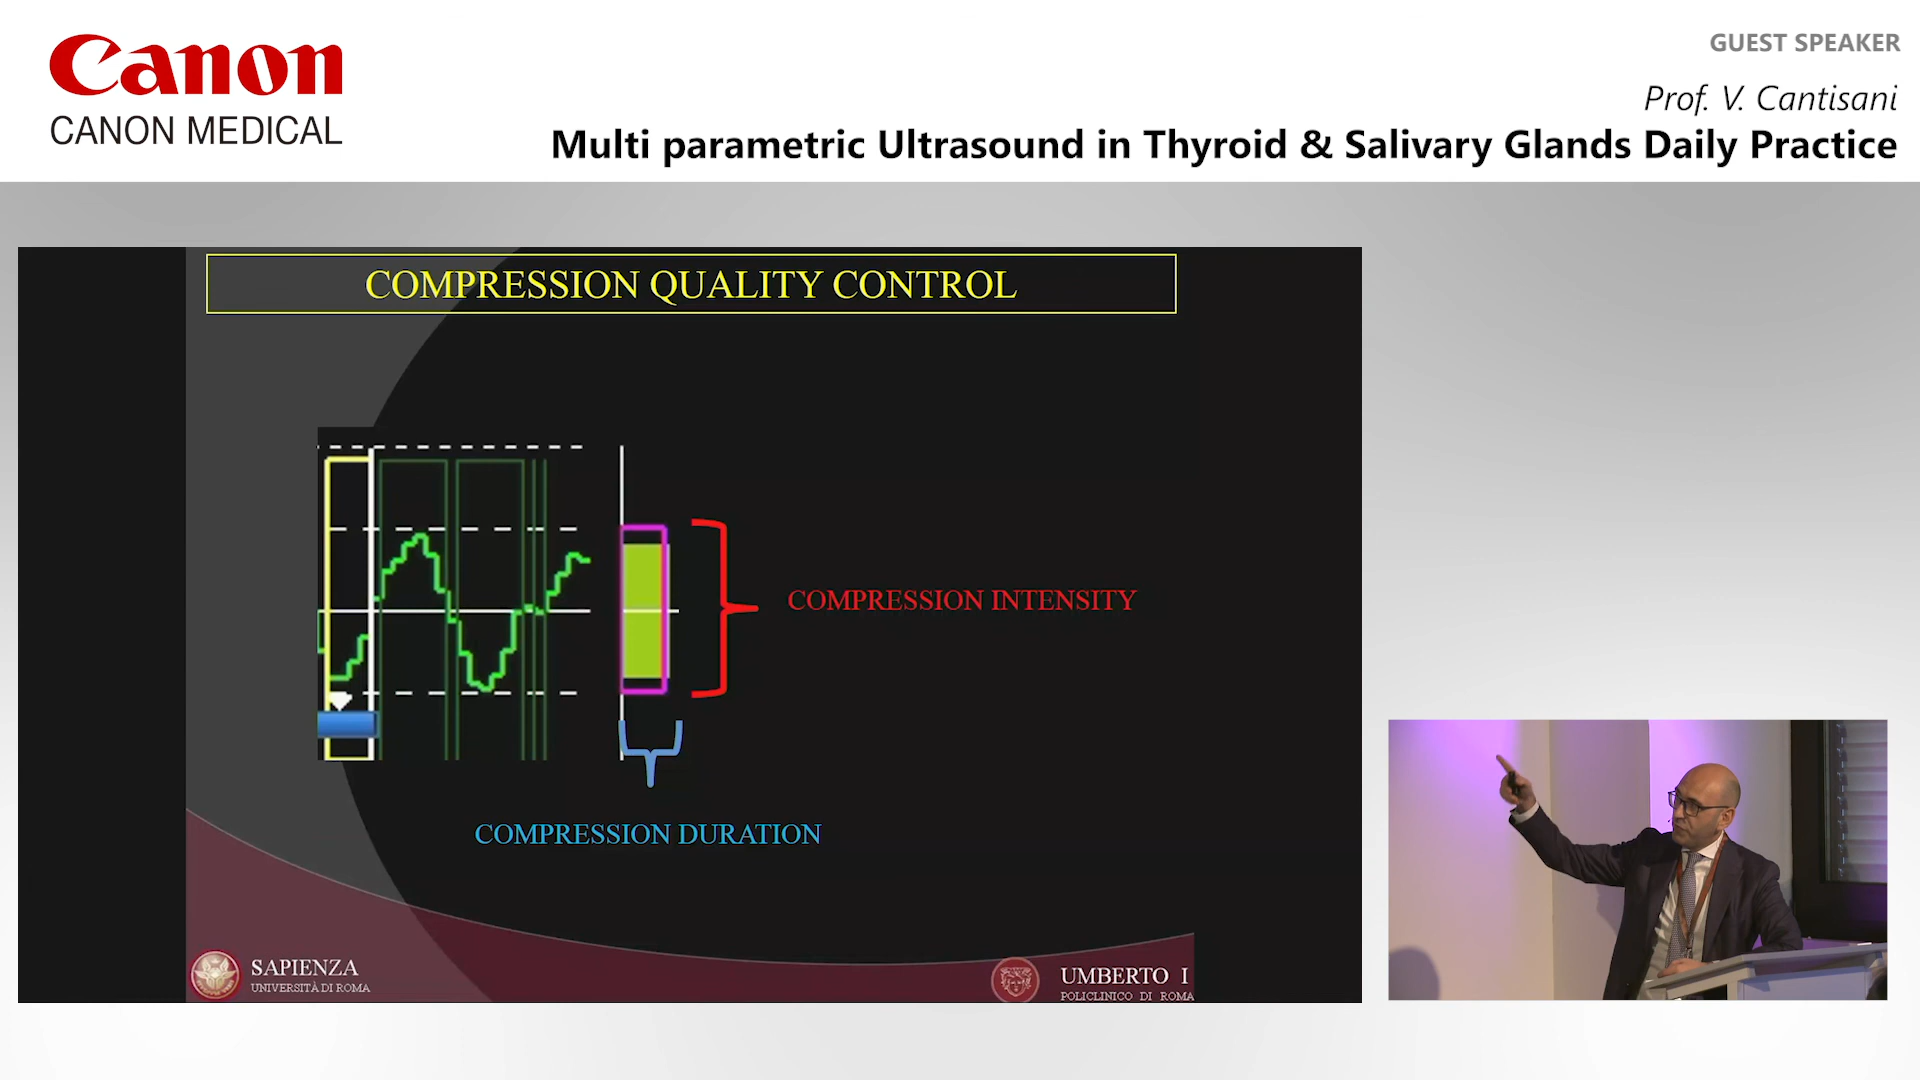 Canon
CANON MEDICAL
GUEST SPEAKER
Prof. V. Cantisani
Multi parametric Ultrasound in Thyroid & Salivary Glands Daily Practice
COMPRESSION QUALITY CONTROL
COMPRESSION INTENSITY
COMPRESSION DURATION
SAPIENZA
UNIVERSITÀ DI ROMA
UMBERTO I
POLICLINICO DI ROMA